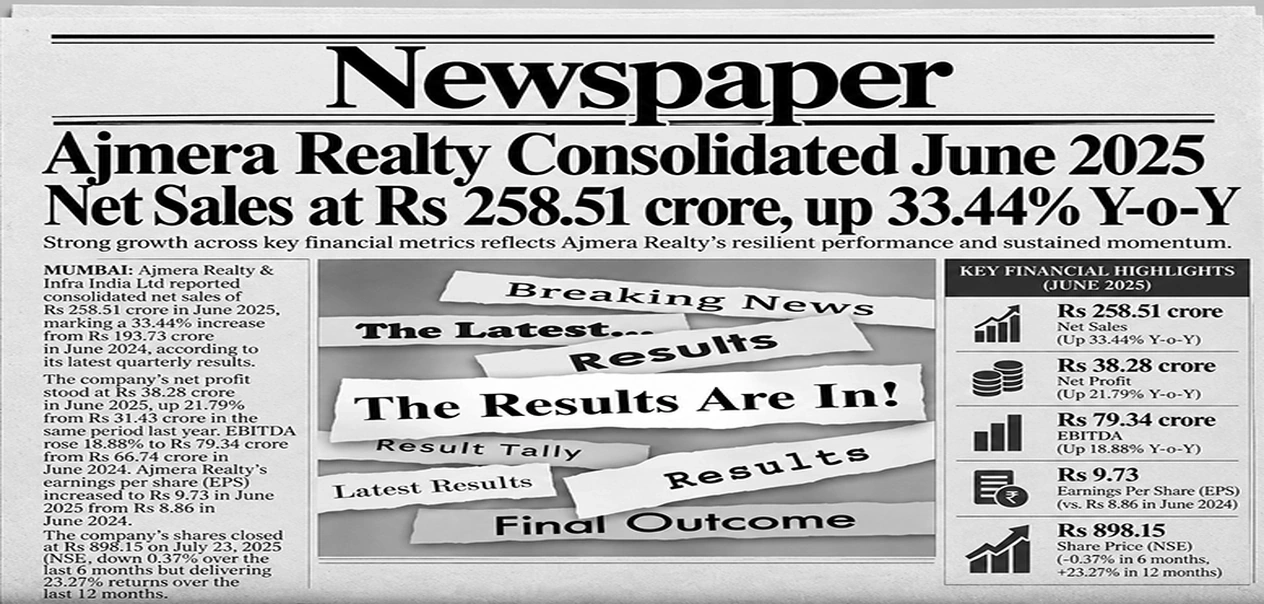 Newspaper
Ajmera Realty Consolidated June 2025
Net Sales at Rs 258.51 crore, up 33.44% Y-o-Y
Strong growth across key financial metrics reflects Ajmera Realty's resilient performance and sustained momentum.
MUMBAI: Ajmera Realty &
Infra India Ltd reported
consolidated net sales of
Rs 258.51 crore in June 2025,
marking a 33.44% increase
from Rs 193.73 crore
in June 2024, according to
its latest quarterly results.
The company's net profit
stood at Rs 38.28 crore
in June 2025, up 21.79%
from Rs 31.43 crore in the
same period last year. EBITDA
rose 18.88% to Rs 79.34 crore
from Rs 66.74 crore in
June 2024. Ajmera Realty's
earnings per share (EPS)
increased to Rs 9.73 in June
2025 from Rs 8.86 in
June 2024.
The company's shares closed
at Rs 898.15 on July 23, 2025
(NSE, down 0.37% over the
last 6 months but delivering
23.27% returns over the
last 12 months.
Breaking News
The Latest...
Results
The Results Are In!
Result Tally
Results
Latest Results
Final Outcome
KEY FINANCIAL HIGHLIGHTS
(JUNE 2025)
Rs 258.51 crore
Net Sales
(Up 33.44% Y-o-Y)
Rs 38.28 crore
Net Profit
(Up 21.79% Y-o-Y)
Rs 79.34 crore
EBITDA
(Up 18.88% Y-o-Y)
₹
Rs 9.73
Earnings Per Share (EPS)
(vs. Rs 8.86 in June 2024)
Rs 898.15
Share Price (NSE)
(-0.37% in 6 months,
+23.27% in 12 months)